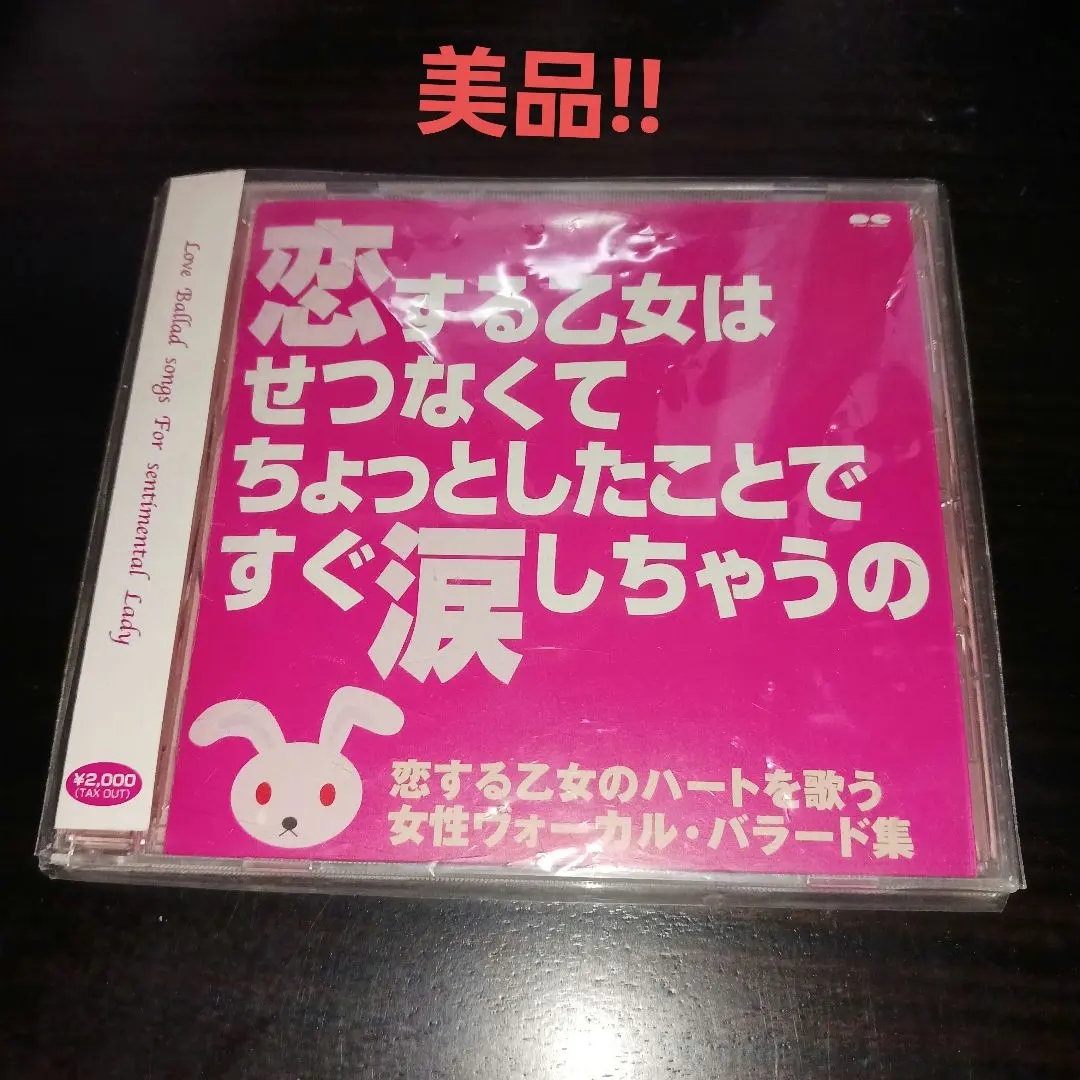 美品!!
Love Ballad songs For sentimental Lady
¥2,000
(TAX OUT)
恋する乙女は
せつなくて
ちょっとしたことで
すぐ涙しちゃうの
恋する乙女のハートを歌う
女性ヴォーカル・バラード集